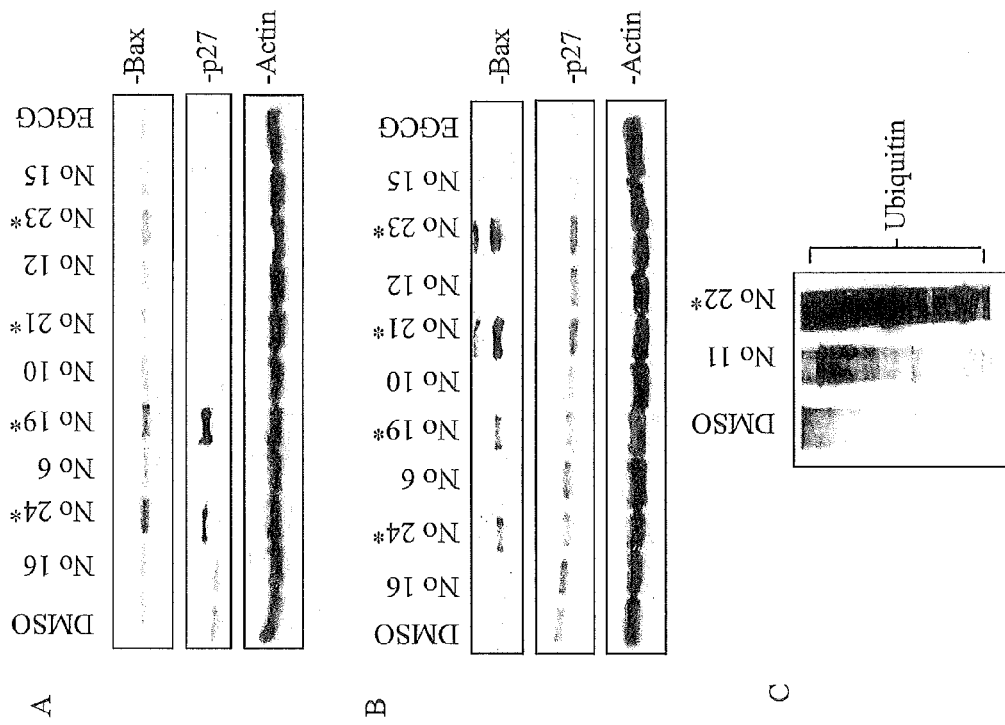 A
DMSO
No 16
No 24*
No 6
No 19*
No 10
No 21*
No 12
No 23*
No 15
EGCG
-Bax
-p27
-Actin
B
DMSO
No 16
No 24*
No 6
No 19*
No 10
No 21*
No 12
No 23*
No 15
EGCG
-Bax
-p27
-Actin
C
DMSO
No 11
No 22*
Ubiquitin